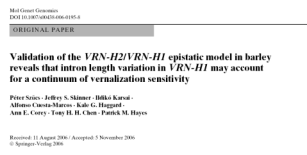 Mol Genet Genomics
DOI 10.1007/s00438-006-0195-8
ORIGINAL PAPER
Validation of the VRN-H2/VRN-H1 epistatic model in barley
reveals that intron length variation in VRN-H1 may account
for a continuum of vernalization sensitivity
Péter Szűcs · Jeffrey S. Skinner · Ildikó Karsai ·
Alfonso Cuesta-Marcos · Kale G. Haggard ·
Ann E. Corey · Tony H. H. Chen · Patrick M. Hayes
Received: 11 August 2006 / Accepted: 5 November 2006
© Springer-Verlag 2006